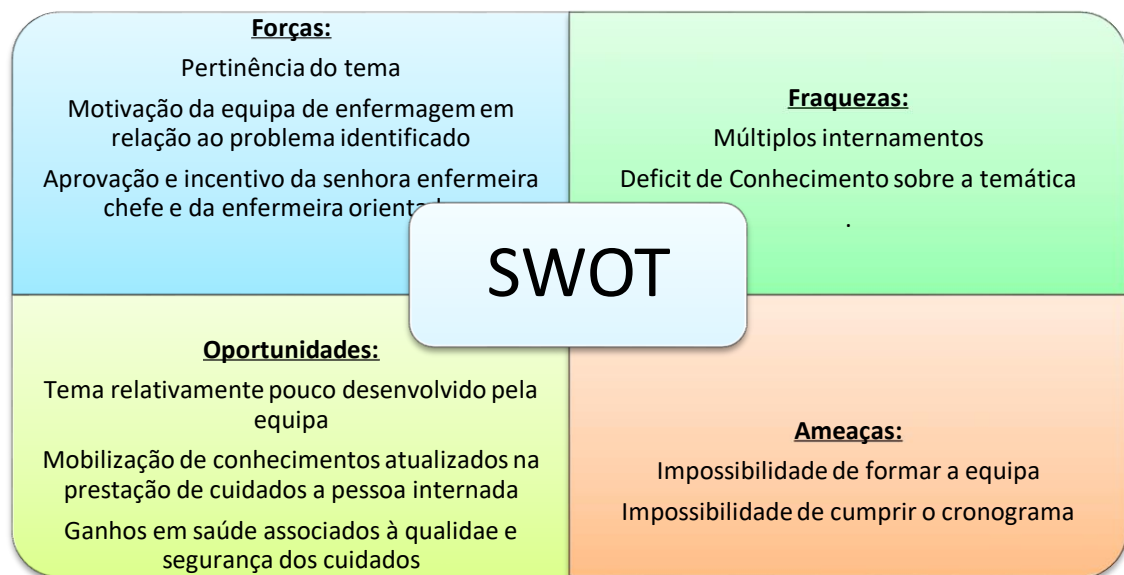 Forças:
Pertinência do tema
Motivação da equipa de enfermagem em
relação ao problema identificado
Aprovação e incentivo da senhora enfermeira
chefe e da enfermeira
Fraquezas:
Múltiplos internamentos
Deficit de Conhecimento sobre a temática
.
SWOT
Oportunidades:
Tema relativamente pouco desenvolvido pela
equipa
Mobilização de conhecimentos atualizados na
prestação de cuidados a pessoa internada
Ganhos em saúde associados à qualidae e
segurança dos cuidados
Ameaças:
Impossibilidade de formar a equipa
Impossibilidade de cumprir o cronograma